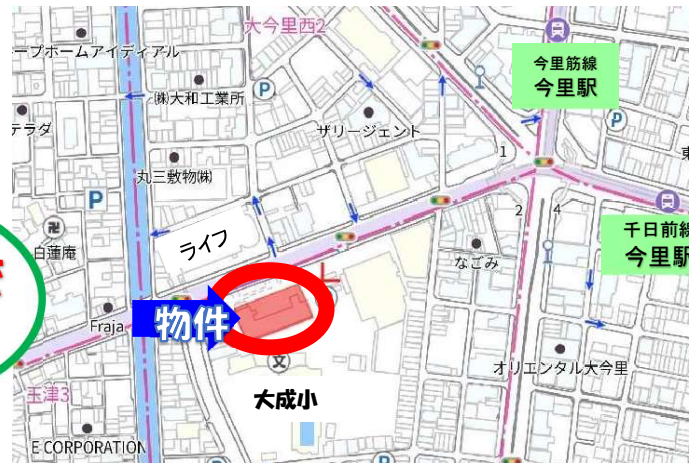 大今里西2
ープホームアイディアル
㈱大和工業所
P
今里筋線
今里駅
P
テラダ
ザリージェント
丸三敷物㈱
1
東
P
卍
白蓮庵
ライフ
2
4
千日前線
今里駅
なごみ
Fraja
物件
文
オリエンタル大今里
玉津3
大成小
E CORPORATION
P